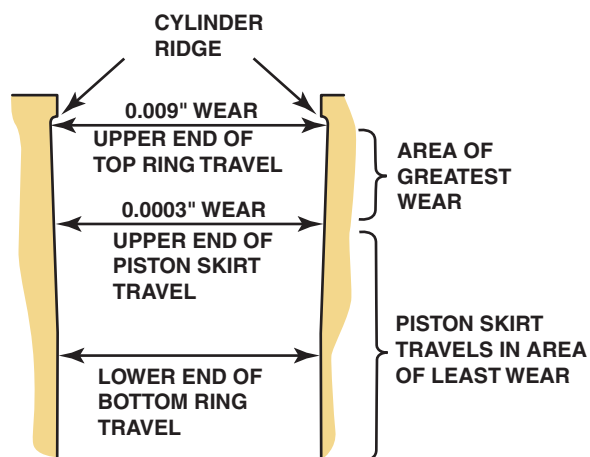 CYLINDER
RIDGE
0.009" WEAR
UPPER END OF
TOP RING TRAVEL
AREA OF
GREATEST
WEAR
0.0003" WEAR
UPPER END OF
PISTON SKIRT
TRAVEL
PISTON SKIRT
TRAVELS IN AREA
OF LEAST WEAR
LOWER END OF
BOTTOM RING
TRAVEL